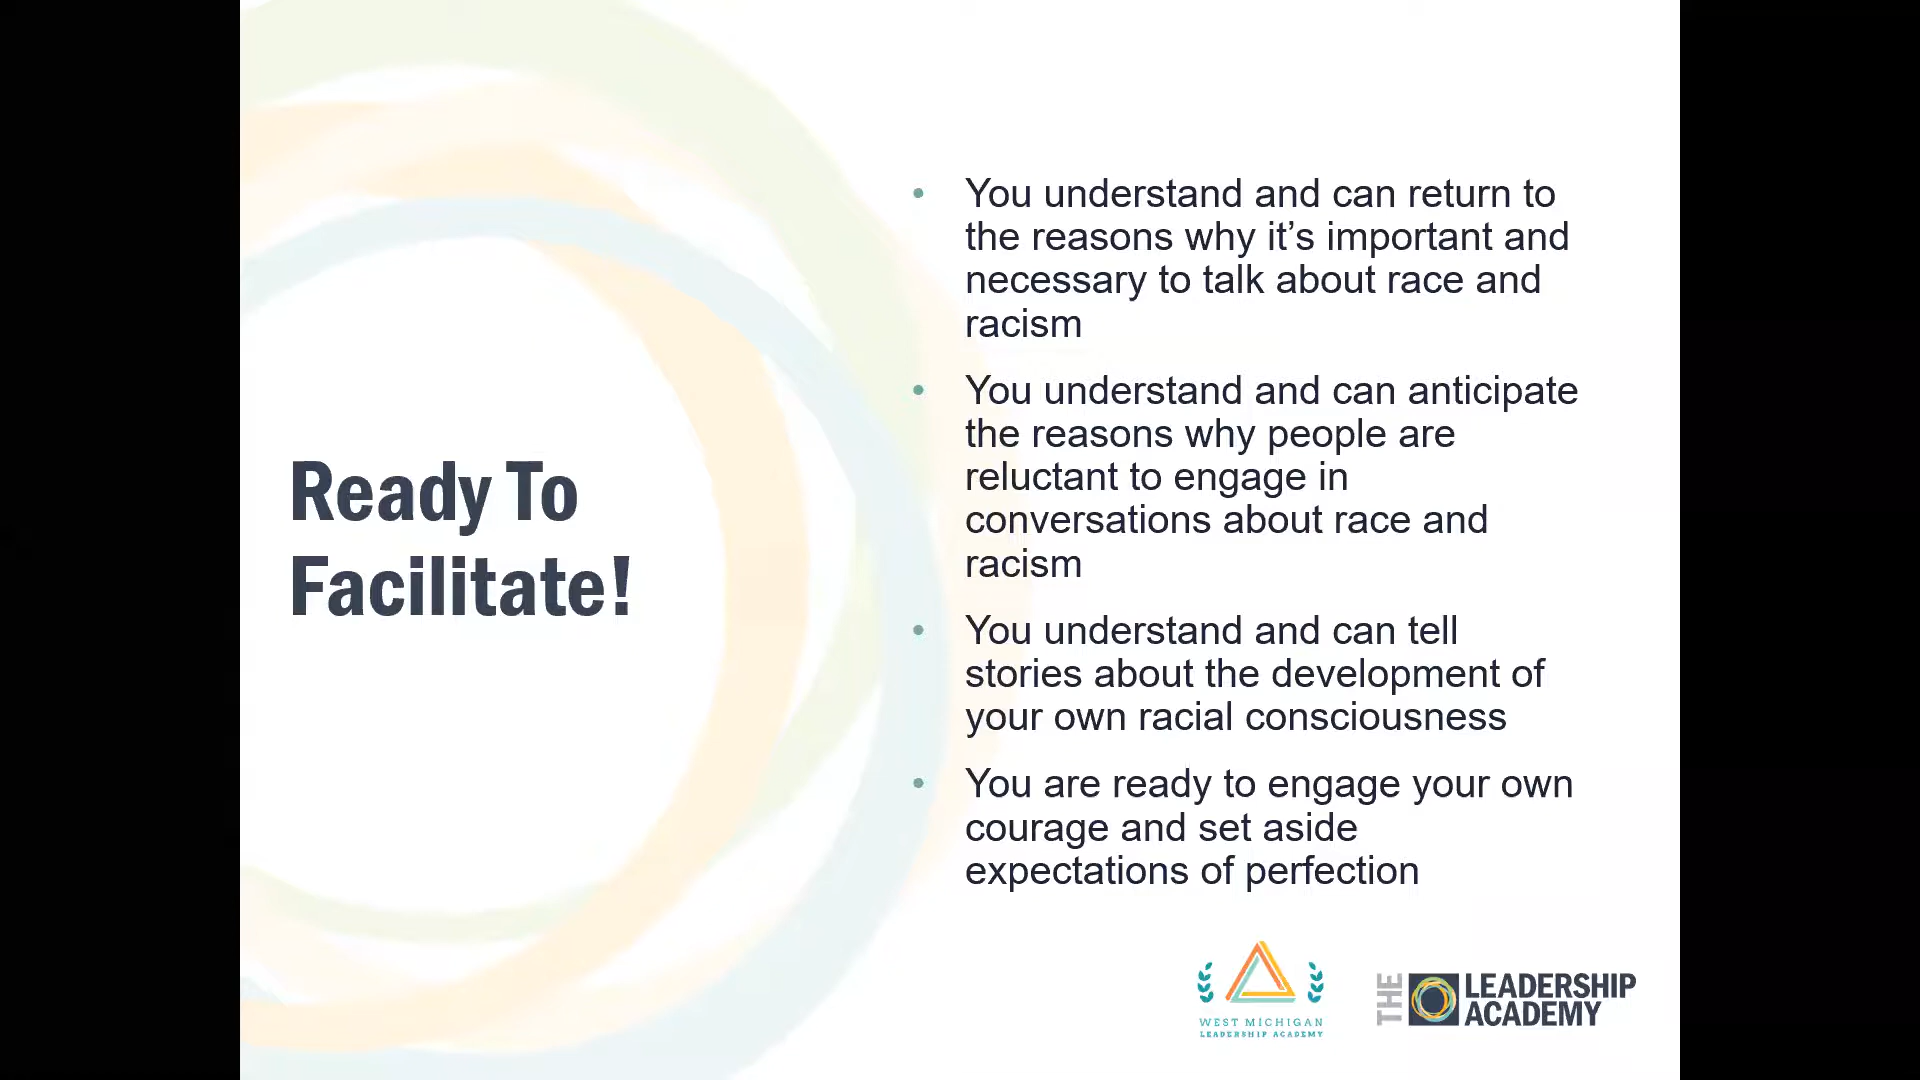 Ready To
Facilitate!
• You understand and can return to
the reasons why it’s important and
necessary to talk about race and
racism
• You understand and can anticipate
the reasons why people are
reluctant to engage in
conversations about race and
racism
• You understand and can tell
stories about the development of
your own racial consciousness
• You are ready to engage your own
courage and set aside
expectations of perfection
WEST MICHIGAN
LEADERSHIP ACADEMY
THE
LEADERSHIP
ACADEMY